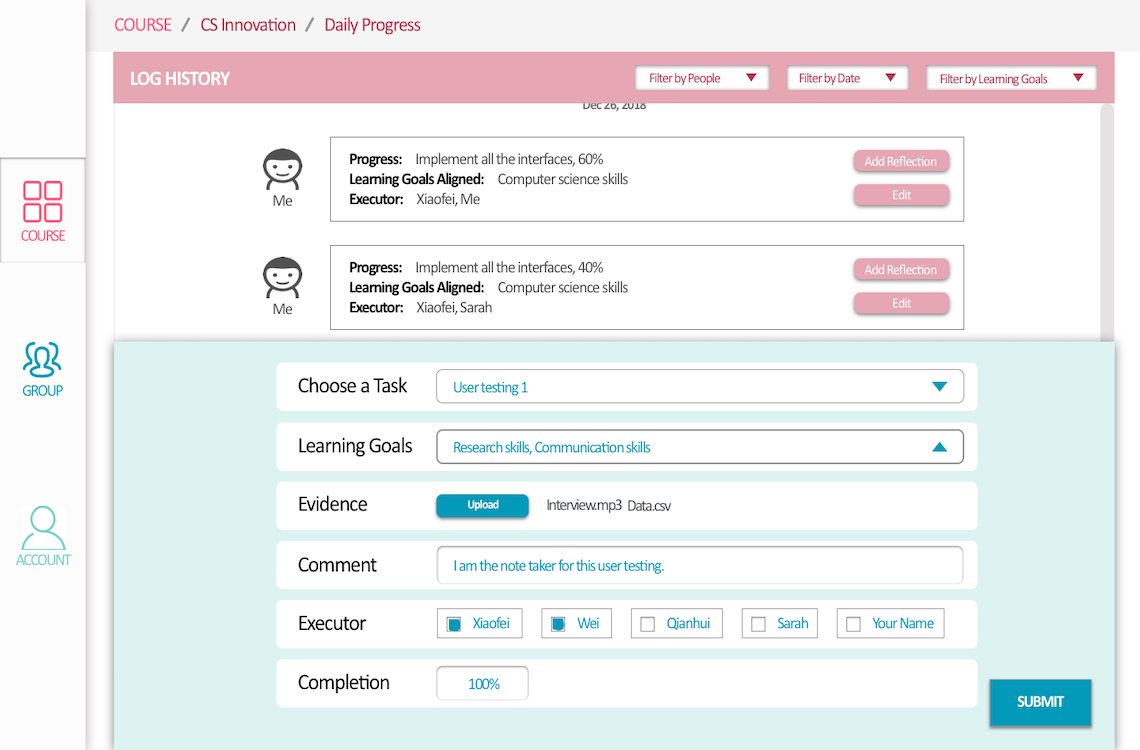 COURSE / CS Innovation / Daily Progress
LOG HISTORY
Filter by People
Filter by Date
Filter by Learning Goals
Dec 26, 2018
Progress: Implement all the interfaces, 60%
Learning Goals Aligned: Computer science skills
Executor: Xiaofei, Me
Me
Add Reflection
Edit
Progress: Implement all the interfaces, 40%
Learning Goals Aligned: Computer science skills
Executor: Xiaofei, Sarah
Me
Add Reflection
Edit
COURSE
GROUP
ACCOUNT
Choose a Task User testing 1
Learning Goals Research skills, Communication skills
Evidence Upload Interview.mp3 Data.csv
Comment I am the note taker for this user testing.
Executor Xiaofei Wei Qianhui Sarah Your Name
Completion 100%
SUBMIT